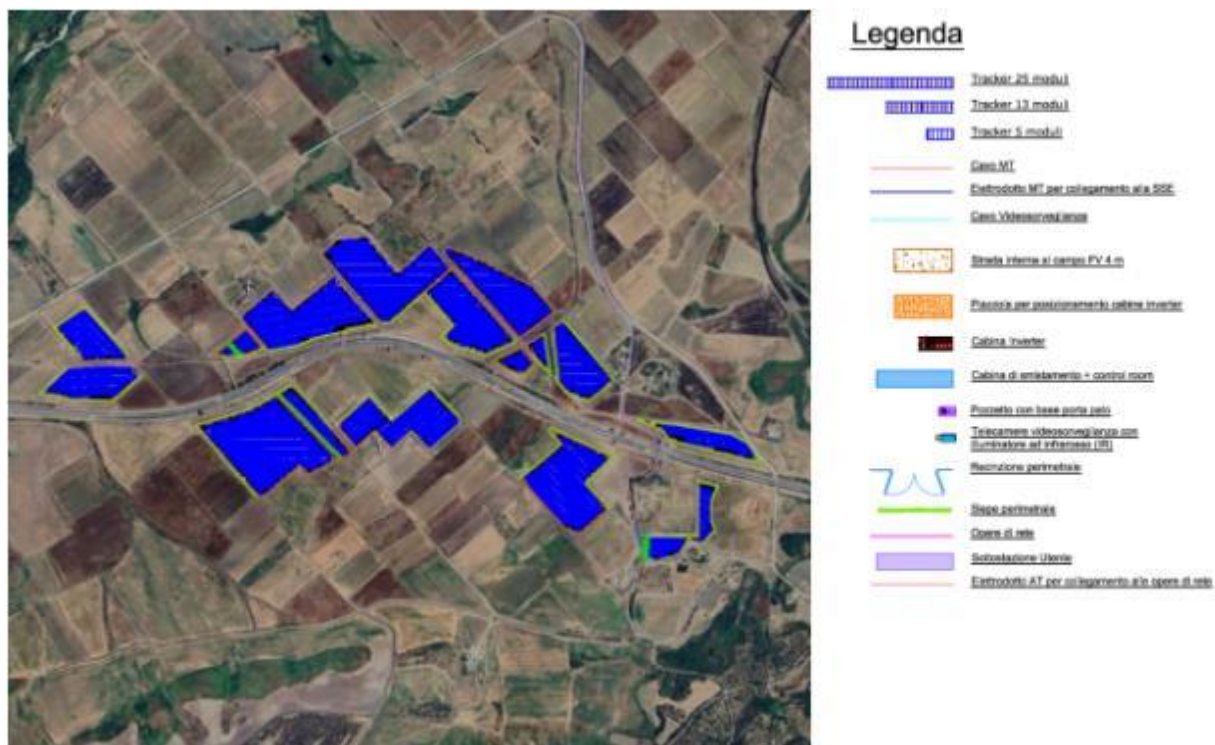 Legenda
Tracker 25 moduli
Tracker 13 moduli
Tracker 5 moduli
Cavo MT
Elettrodotto MT per collegamento alla SSE
Cavo Videosorveglianza
Strada interna al campo FV 4 m
Piazzola per posizionamento cabine inverter
Cabina Inverter
Cabina di smistamento + control room
Pozzetto con base porta palo
Telecamere videosorveglianza con
illuminatore ad infrarosso (IR)
Recinzione perimetrale
Siepe perimetrale
Opere di rete
Sottostazione Utente
Elettrodotto AT per collegamento alle opere di rete